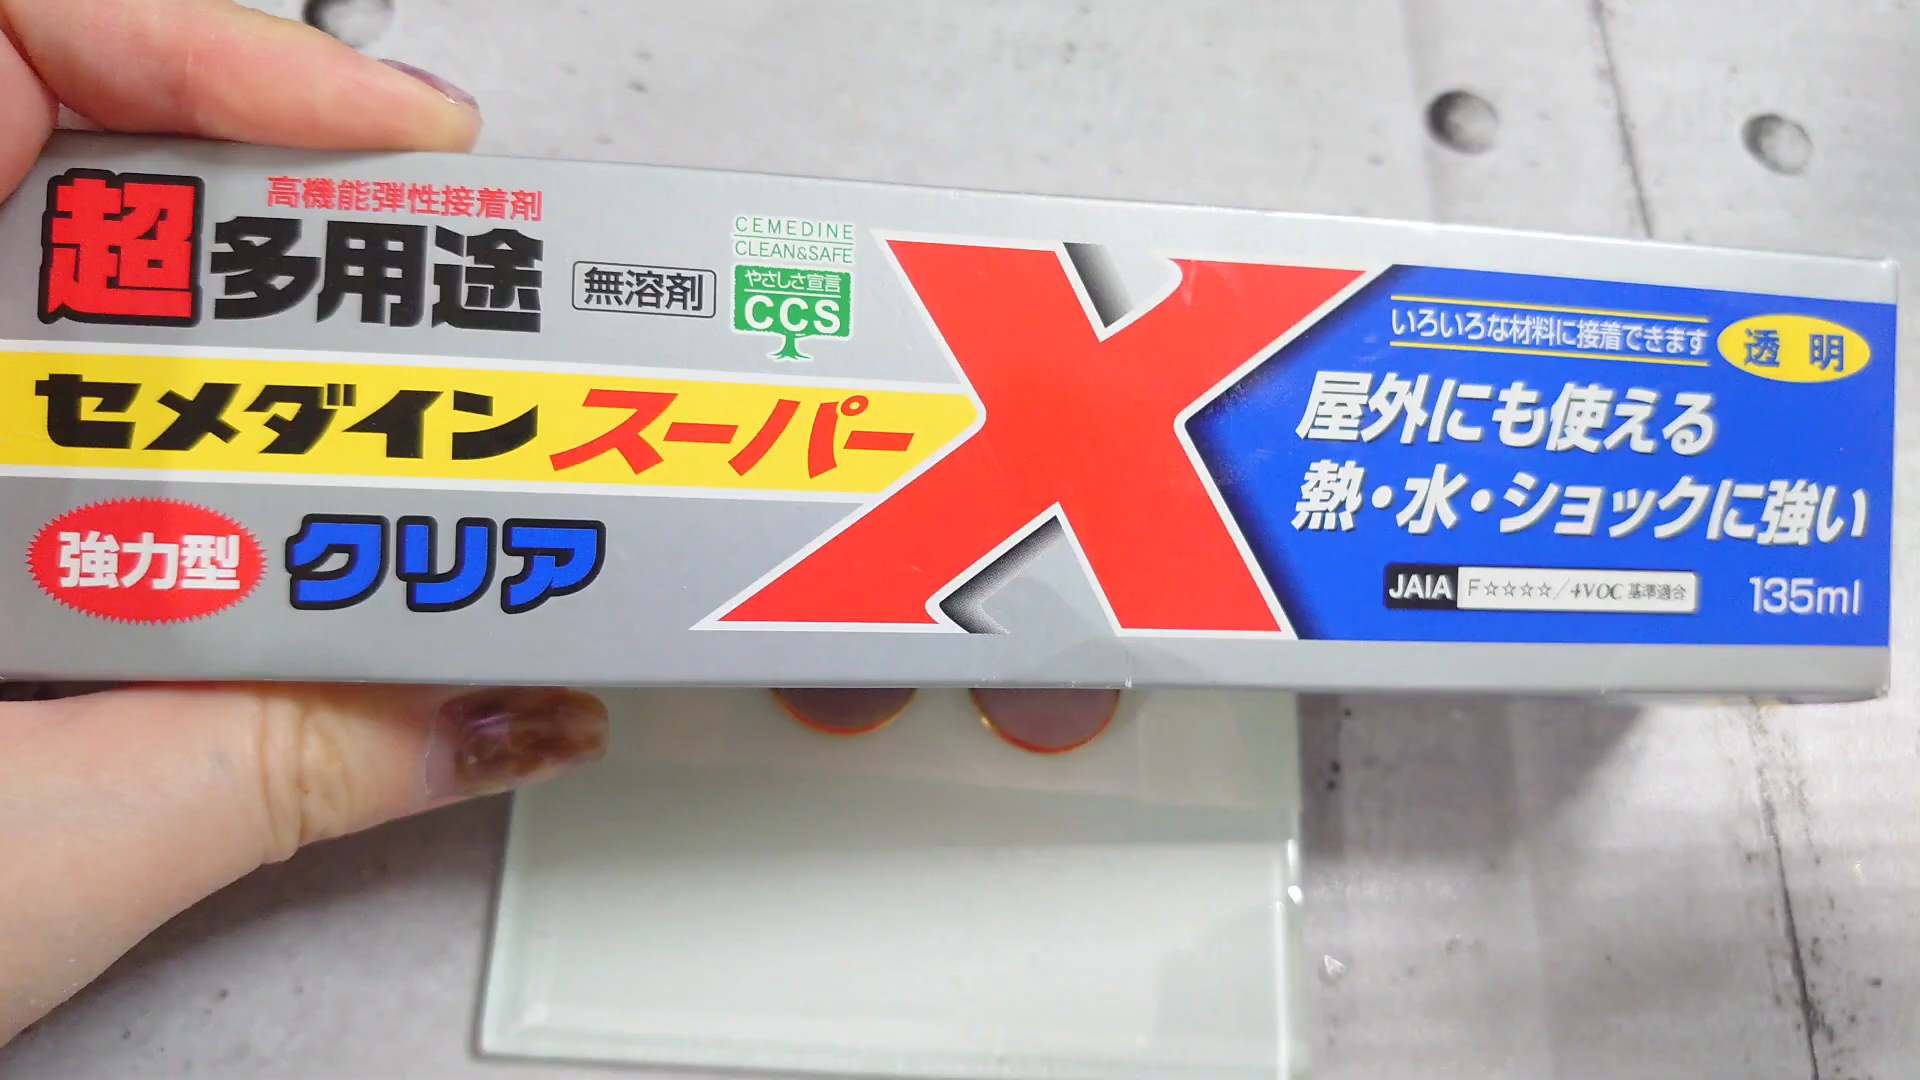 高機能弾性接着剤
超多用途
無溶剤
CEMEDINE
CLEAN&SAFE
やさしさ宣言
CCS
セメダイン スーパーX
強力型
クリア
いろいろな材料に接着できます
透明
屋外にも使える
熱・水・ショックに強い
JAIA F☆☆☆☆/4VOC 基準適合
135ml